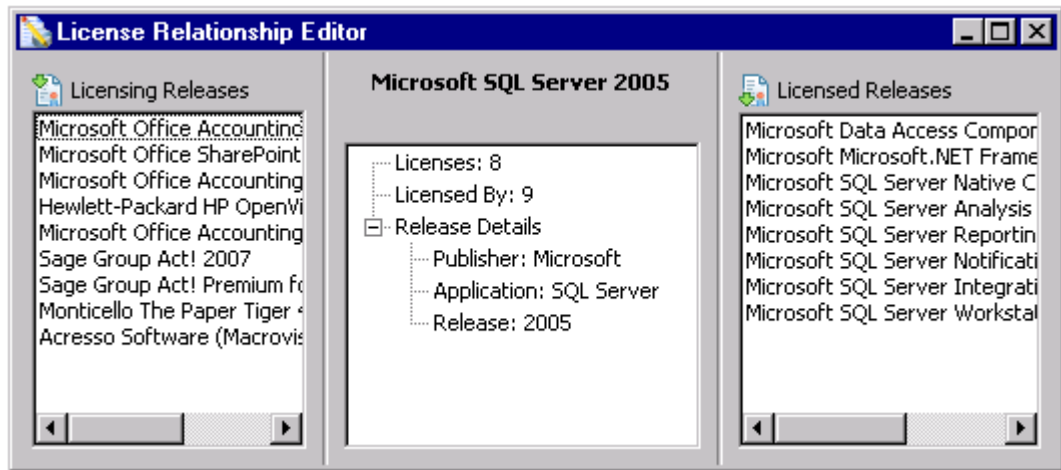 License Relationship Editor
Licensing Releases
Microsoft Office Accounting
Microsoft Office SharePoint
Microsoft Office Accounting
Hewlett-Packard HP OpenVi
Microsoft Office Accounting
Sage Group Act! 2007
Sage Group Act! Premium fo
Monticello The Paper Tiger
Acresso Software (Macrovis
Microsoft SQL Server 2005
Licenses: 8
Licensed By: 9
Release Details
Publisher: Microsoft
Application: SQL Server
Release: 2005
Licensed Releases
Microsoft Data Access Compor
Microsoft Microsoft.NET Frame
Microsoft SQL Server Native C
Microsoft SQL Server Analysis
Microsoft SQL Server Reportin
Microsoft SQL Server Notificati
Microsoft SQL Server Integrati
Microsoft SQL Server Workstat